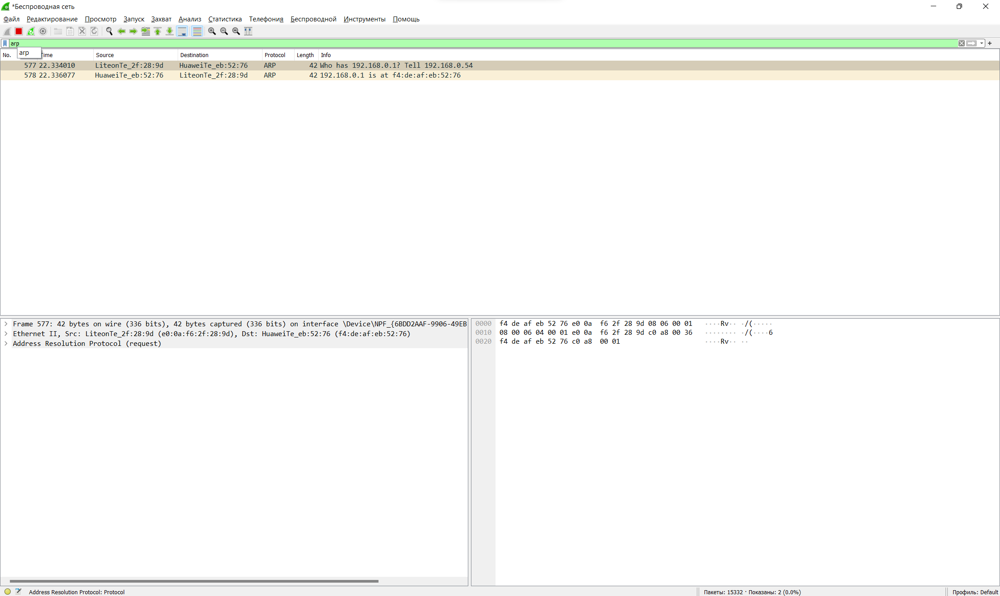 *Беспроводная сеть
Файл Редактирование Просмотр Запуск Захват Анализ Статистика Телефония Беспроводной Инструменты Помощь
arp
arp
No. Time Source Destination Protocol Length Info
577 22.334010 LiteonTe_2f:28:9d HuaweiTe_eb:52:76 ARP 42 Who has 192.168.0.1? Tell 192.168.0.54
578 22.336077 HuaweiTe_eb:52:76 LiteonTe_2f:28:9d ARP 42 192.168.0.1 is at f4:de:af:eb:52:76
Frame 577: 42 bytes on wire (336 bits), 42 bytes captured (336 bits) on interface \Device\NPF_{6BDD2AAF-9906-49EB
Ethernet II, Src: LiteonTe_2f:28:9d (e0:0a:f6:2f:28:9d), Dst: HuaweiTe_eb:52:76 (f4:de:af:eb:52:76)
Address Resolution Protocol (request)
0000 f4 de af eb 52 76 e0 0a f6 2f 28 9d 08 06 00 01 ····Rv·· ·/(·····
0010 08 00 06 04 00 01 e0 0a f6 2f 28 9d c0 a8 00 36 ········ ·/(····6
0020 f4 de af eb 52 76 c0 a8 00 01 ····Rv·· ··
Address Resolution Protocol: Protocol
Пакеты: 15332 · Показаны: 2 (0.0%)
Профиль: Default